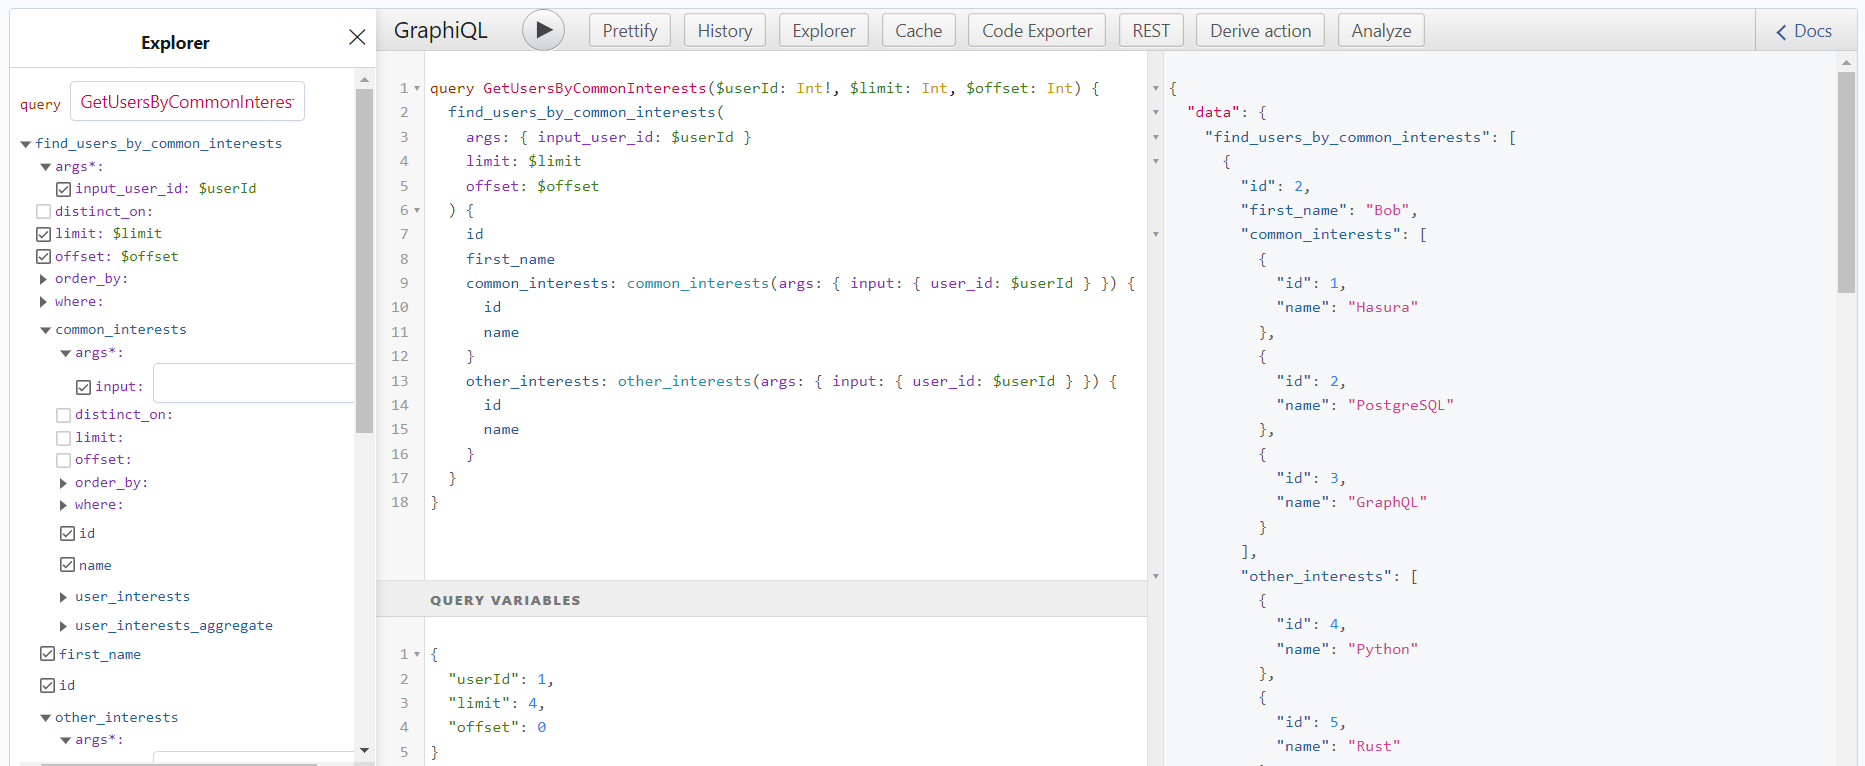 Explorer
query GetUsersByCommonInteres
find_users_by_common_interests
args*:
input_user_id: $userId
distinct_on:
limit: $limit
offset: $offset
order_by:
where:
common_interests
args*:
input:
distinct_on:
limit:
offset:
order_by:
where:
id
name
user_interests
user_interests_aggregate
first_name
id
other_interests
args*:
GraphiQL
Prettify
History
Explorer
Cache
Code Exporter
REST
Derive action
Analyze
Docs
1 query GetUsersByCommonInterests($userId: Int!, $limit: Int, $offset: Int) {
2 find_users_by_common_interests(
3 args: { input_user_id: $userId }
4 limit: $limit
5 offset: $offset
6 ) {
7 id
8 first_name
9 common_interests: common_interests(args: { input: { user_id: $userId } }) {
10 id
11 name
12 }
13 other_interests: other_interests(args: { input: { user_id: $userId } }) {
14 id
15 name
16 }
17 }
18 }
QUERY VARIABLES
1 {
2 "userId": 1,
3 "limit": 4,
4 "offset": 0
5 }
{
"data": {
"find_users_by_common_interests": [
{
"id": 2,
"first_name": "Bob",
"common_interests": [
{
"id": 1,
"name": "Hasura"
},
{
"id": 2,
"name": "PostgreSQL"
},
{
"id": 3,
"name": "GraphQL"
}
],
"other_interests": [
{
"id": 4,
"name": "Python"
},
{
"id": 5,
"name": "Rust"